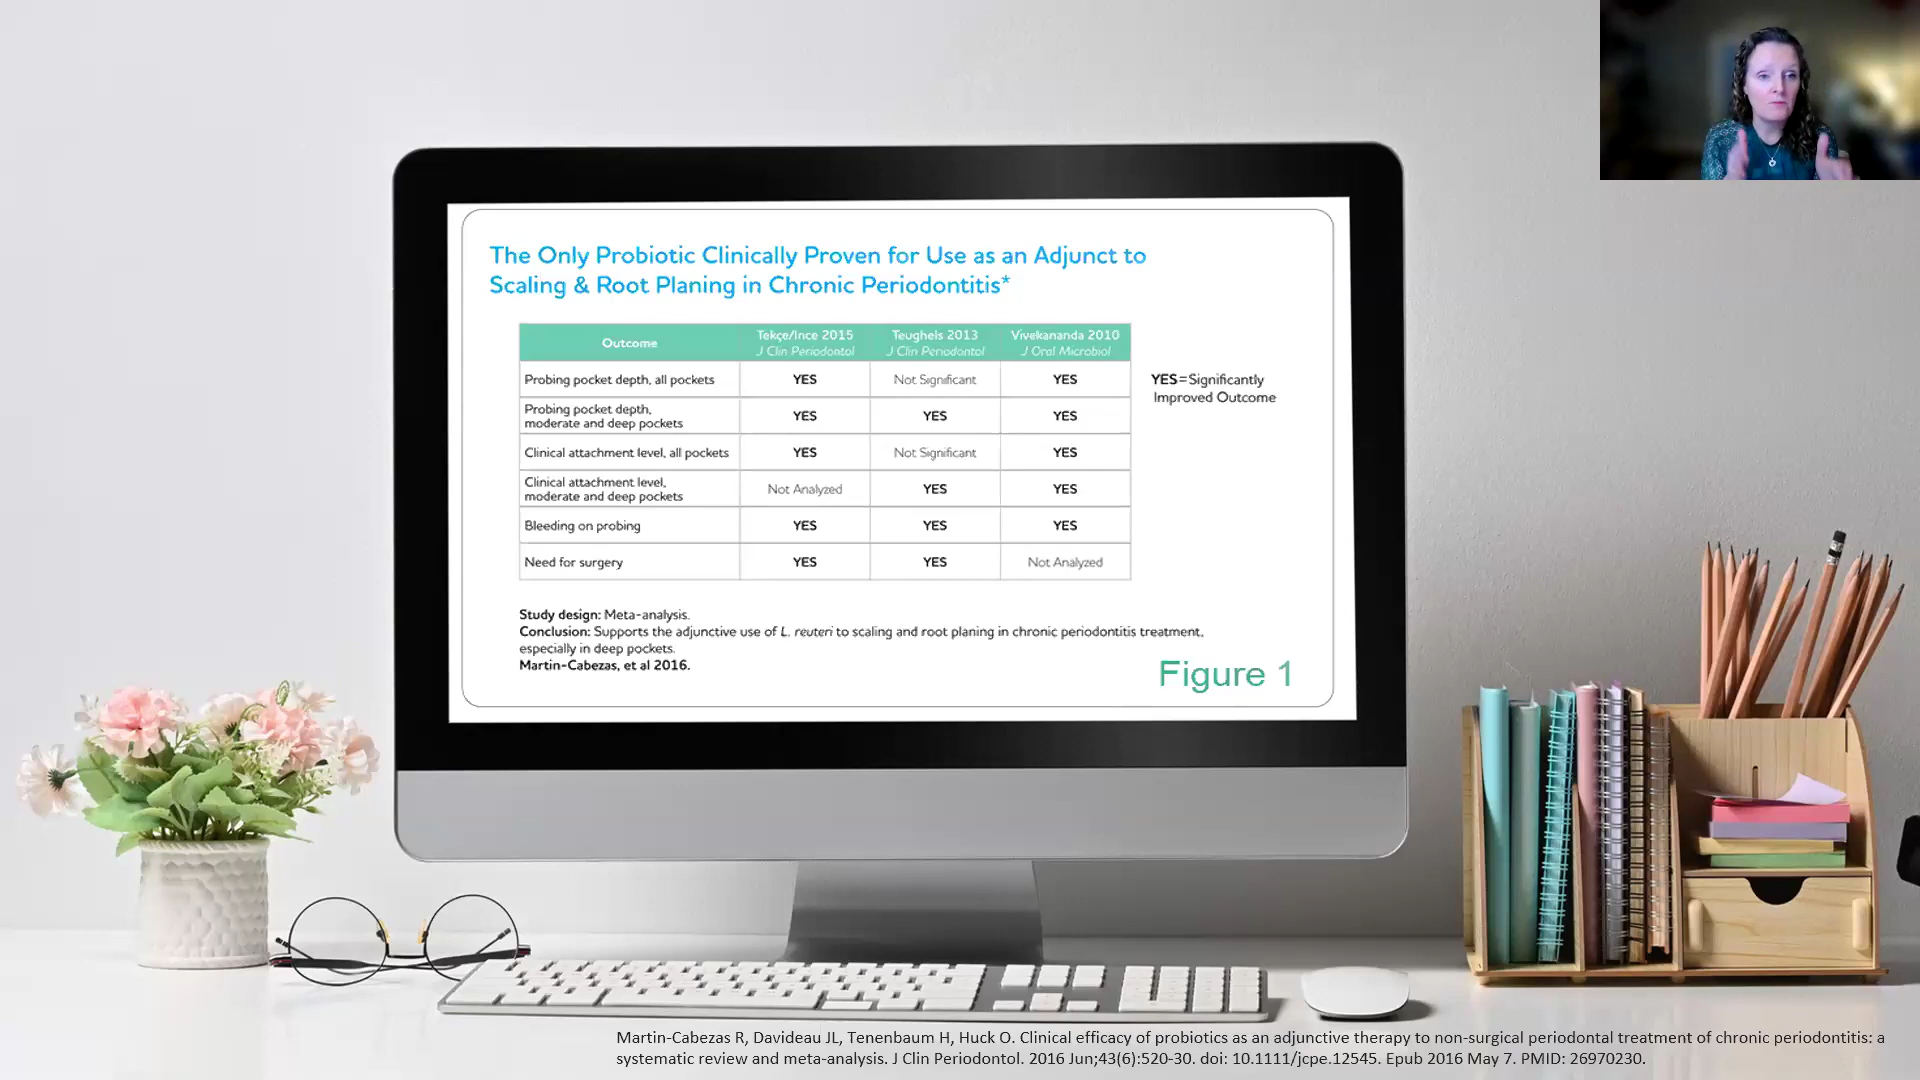 The Only Probiotic Clinically Proven for Use as an Adjunct to
Scaling & Root Planing in Chronic Periodontitis*
Outcome
Tekçe/Ince 2015
J Clin Periodontol
Teughels 2013
J Clin Periodontol
Vivekananda 2010
J Oral Microbiol
Probing pocket depth, all pockets
YES
Not Significant
YES
YES=Significantly
Improved Outcome
Probing pocket depth,
moderate and deep pockets
YES
YES
YES
Clinical attachment level, all pockets
YES
Not Significant
YES
Clinical attachment level,
moderate and deep pockets
Not Analyzed
YES
YES
Bleeding on probing
YES
YES
YES
Need for surgery
YES
YES
Not Analyzed
Study design: Meta-analysis.
Conclusion: Supports the adjunctive use of L. reuteri to scaling and root planing in chronic periodontitis treatment,
especially in deep pockets.
Martin-Cabezas, et al 2016.
Figure 1
Martin-Cabezas R, Davideau JL, Tenenbaum H, Huck O. Clinical efficacy of probiotics as an adjunctive therapy to non-surgical periodontal treatment of chronic periodontitis: a
systematic review and meta-analysis. J Clin Periodontol. 2016 Jun;43(6):520-30. doi: 10.1111/jcpe.12545. Epub 2016 May 7. PMID: 26970230.